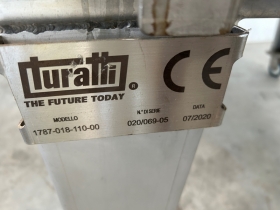 turatti ® CE
THE FUTURE TODAY
MODELLO N.° DI SERIE DATA
1787-018-110-00 020/069-05 07/2020